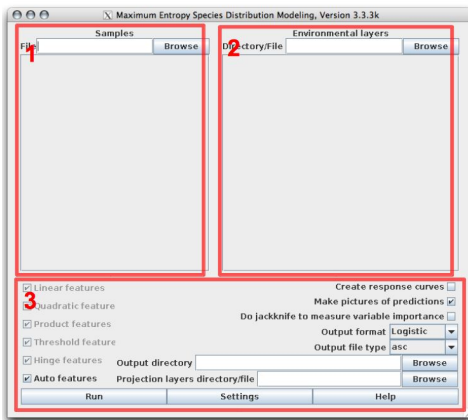 Maximum Entropy Species Distribution Modeling, Version 3.3.3k
Samples
Environmental layers
File Browse
Directory/File Browse
1
2
3
Linear features
Create response curves
Quadratic features
Make pictures of predictions
Product features
Do jackknife to measure variable importance
Output format Logistic
Threshold features
Output file type asc
Hinge features
Output directory Browse
Auto features
Projection layers directory/file Browse
Run Settings Help